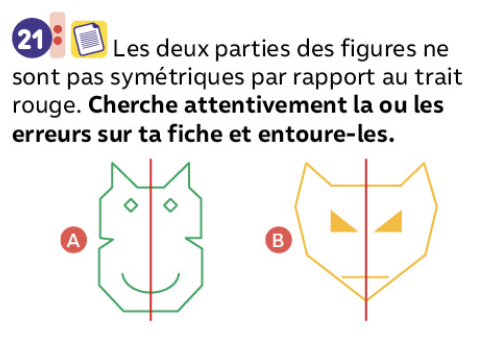 21 Les deux parties des figures ne
sont pas symétriques par rapport au trait
rouge. Cherche attentivement la ou les
erreurs sur ta fiche et entoure-les.
A
B